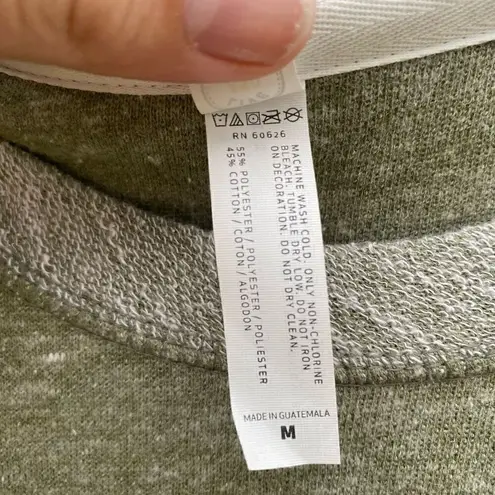 RN 60626
MACHINE WASH COLD. ONLY NON-CHLORINE
BLEACH. TUMBLE DRY LOW. DO NOT IRON
ON DECORATION. DO NOT DRY CLEAN.
55% POLYESTER / POLYESTER / POLIESTER
45% COTTON / COTON / ALGODON
MADE IN GUATEMALA
M